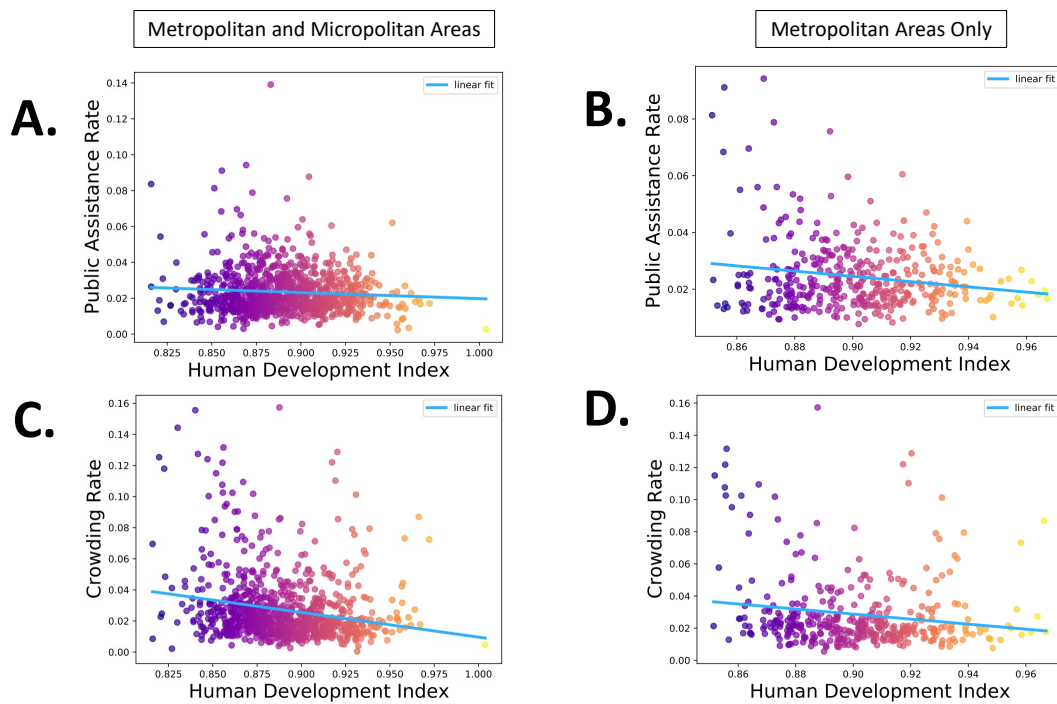 Metropolitan and Micropolitan Areas
Metropolitan Areas Only
A.
Public Assistance Rate
0.14
0.12
0.10
0.08
0.06
0.04
0.02
0.00
linear fit
0.825 0.850 0.875 0.900 0.925 0.950 0.975 1.000
Human Development Index
B.
Public Assistance Rate
0.08
0.06
0.04
0.02
linear fit
0.86 0.88 0.90 0.92 0.94 0.96
Human Development Index
C.
Crowding Rate
0.16
0.14
0.12
0.10
0.08
0.06
0.04
0.02
0.00
linear fit
0.825 0.850 0.875 0.900 0.925 0.950 0.975 1.000
Human Development Index
D.
Crowding Rate
0.16
0.14
0.12
0.10
0.08
0.06
0.04
0.02
0.00
linear fit
0.86 0.88 0.90 0.92 0.94 0.96
Human Development Index